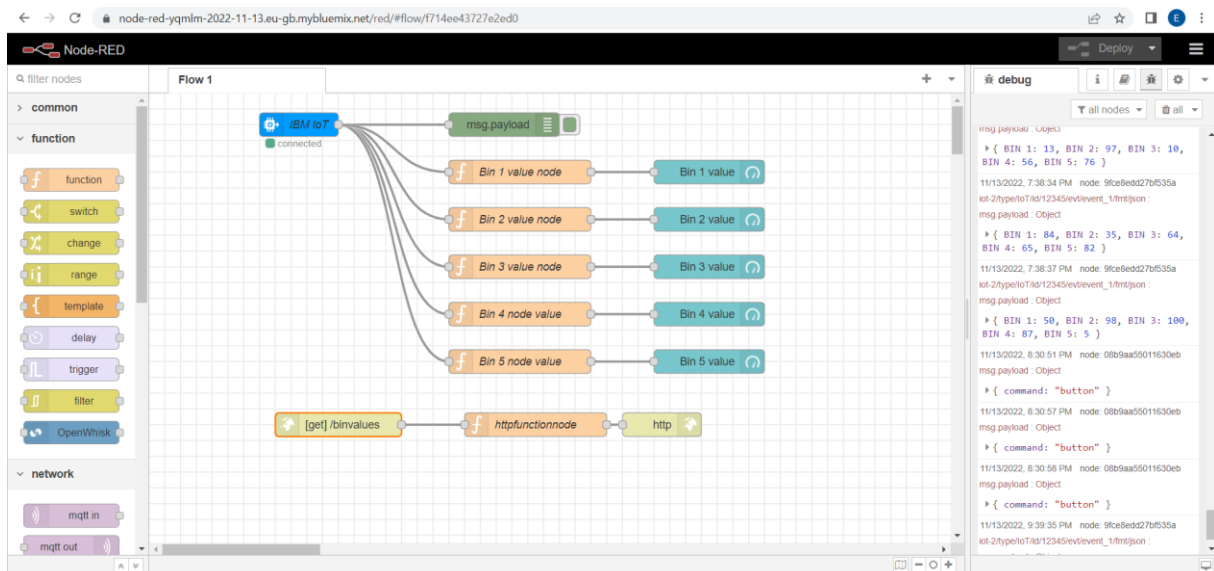 node-red-yqmlm-2022-11-13.eu-gb.mybluemix.net/red/#flow/f714ee43727e2ed0
E
Node-RED
Deploy
filter nodes
common
function
function
switch
change
range
template
delay
trigger
filter
OpenWhisk
network
mqtt in
mqtt out
Flow 1
IBM IoT
connected
msg.payload
Bin 1 value node
Bin 1 value
Bin 2 value node
Bin 2 value
Bin 3 value node
Bin 3 value
Bin 4 node value
Bin 4 value
Bin 5 node value
Bin 5 value
[get] /binvalues
httpfunctionnode
http
debug
all nodes
all
msg.payload : Object
{ BIN 1: 13, BIN 2: 97, BIN 3: 10,
BIN 4: 56, BIN 5: 76 }
11/13/2022, 7:38:34 PM node: 9fce8edd27bf535a
iot-2/type/IoT/id/12345/evt/event_1/fmt/json :
msg.payload : Object
{ BIN 1: 84, BIN 2: 35, BIN 3: 64,
BIN 4: 65, BIN 5: 82 }
11/13/2022, 7:38:37 PM node: 9fce8edd27bf535a
iot-2/type/IoT/id/12345/evt/event_1/fmt/json :
msg.payload : Object
{ BIN 1: 50, BIN 2: 98, BIN 3: 100,
BIN 4: 87, BIN 5: 5 }
11/13/2022, 8:30:51 PM node: 08b9aa55011630eb
msg.payload : Object
{ command: "button" }
11/13/2022, 8:30:57 PM node: 08b9aa55011630eb
msg.payload : Object
{ command: "button" }
11/13/2022, 8:30:58 PM node: 08b9aa55011630eb
msg.payload : Object
{ command: "button" }
11/13/2022, 9:39:35 PM node: 9fce8edd27bf535a
iot-2/type/IoT/id/12345/evt/event_1/fmt/json :